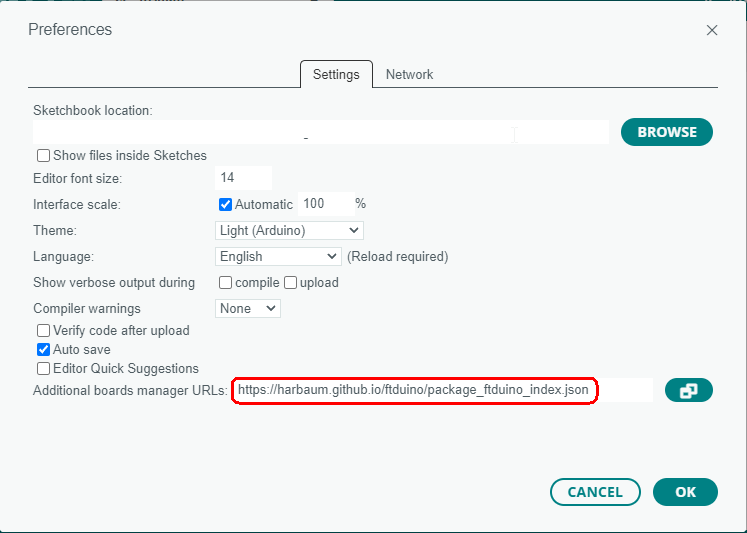 Preferences
Settings Network
Sketchbook location:
BROWSE
Show files inside Sketches
Editor font size: 14
Interface scale: Automatic 100 %
Theme: Light (Arduino)
Language: English (Reload required)
Show verbose output during compile upload
Compiler warnings None
Verify code after upload
Auto save
Editor Quick Suggestions
Additional boards manager URLs: https://harbaum.github.io/ftduino/package_ftduino_index.json
CANCEL OK